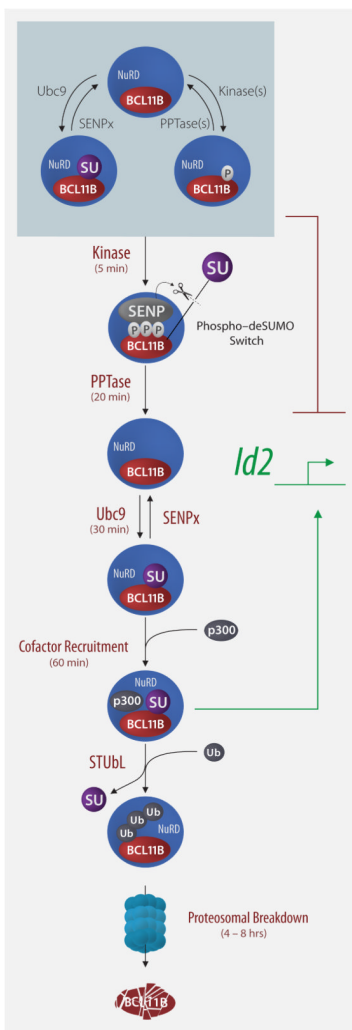 NuRD
BCL11B
Ubc9
SENPx
Kinase(s)
PPTase(s)
NuRD
SU
BCL11B
NuRD
P
BCL11B
Kinase
(5 min)
SU
SENP
P P P
BCL11B
Phospho–deSUMO
Switch
PPTase
(20 min)
NuRD
BCL11B
Id2
Ubc9
(30 min)
SENPx
NuRD
SU
BCL11B
Cofactor Recruitment
(60 min)
p300
NuRD
p300
SU
BCL11B
STUbL
Ub
SU
Ub
Ub
Ub
NuRD
BCL11B
Proteosomal Breakdown
(4 – 8 hrs)
BCL11B